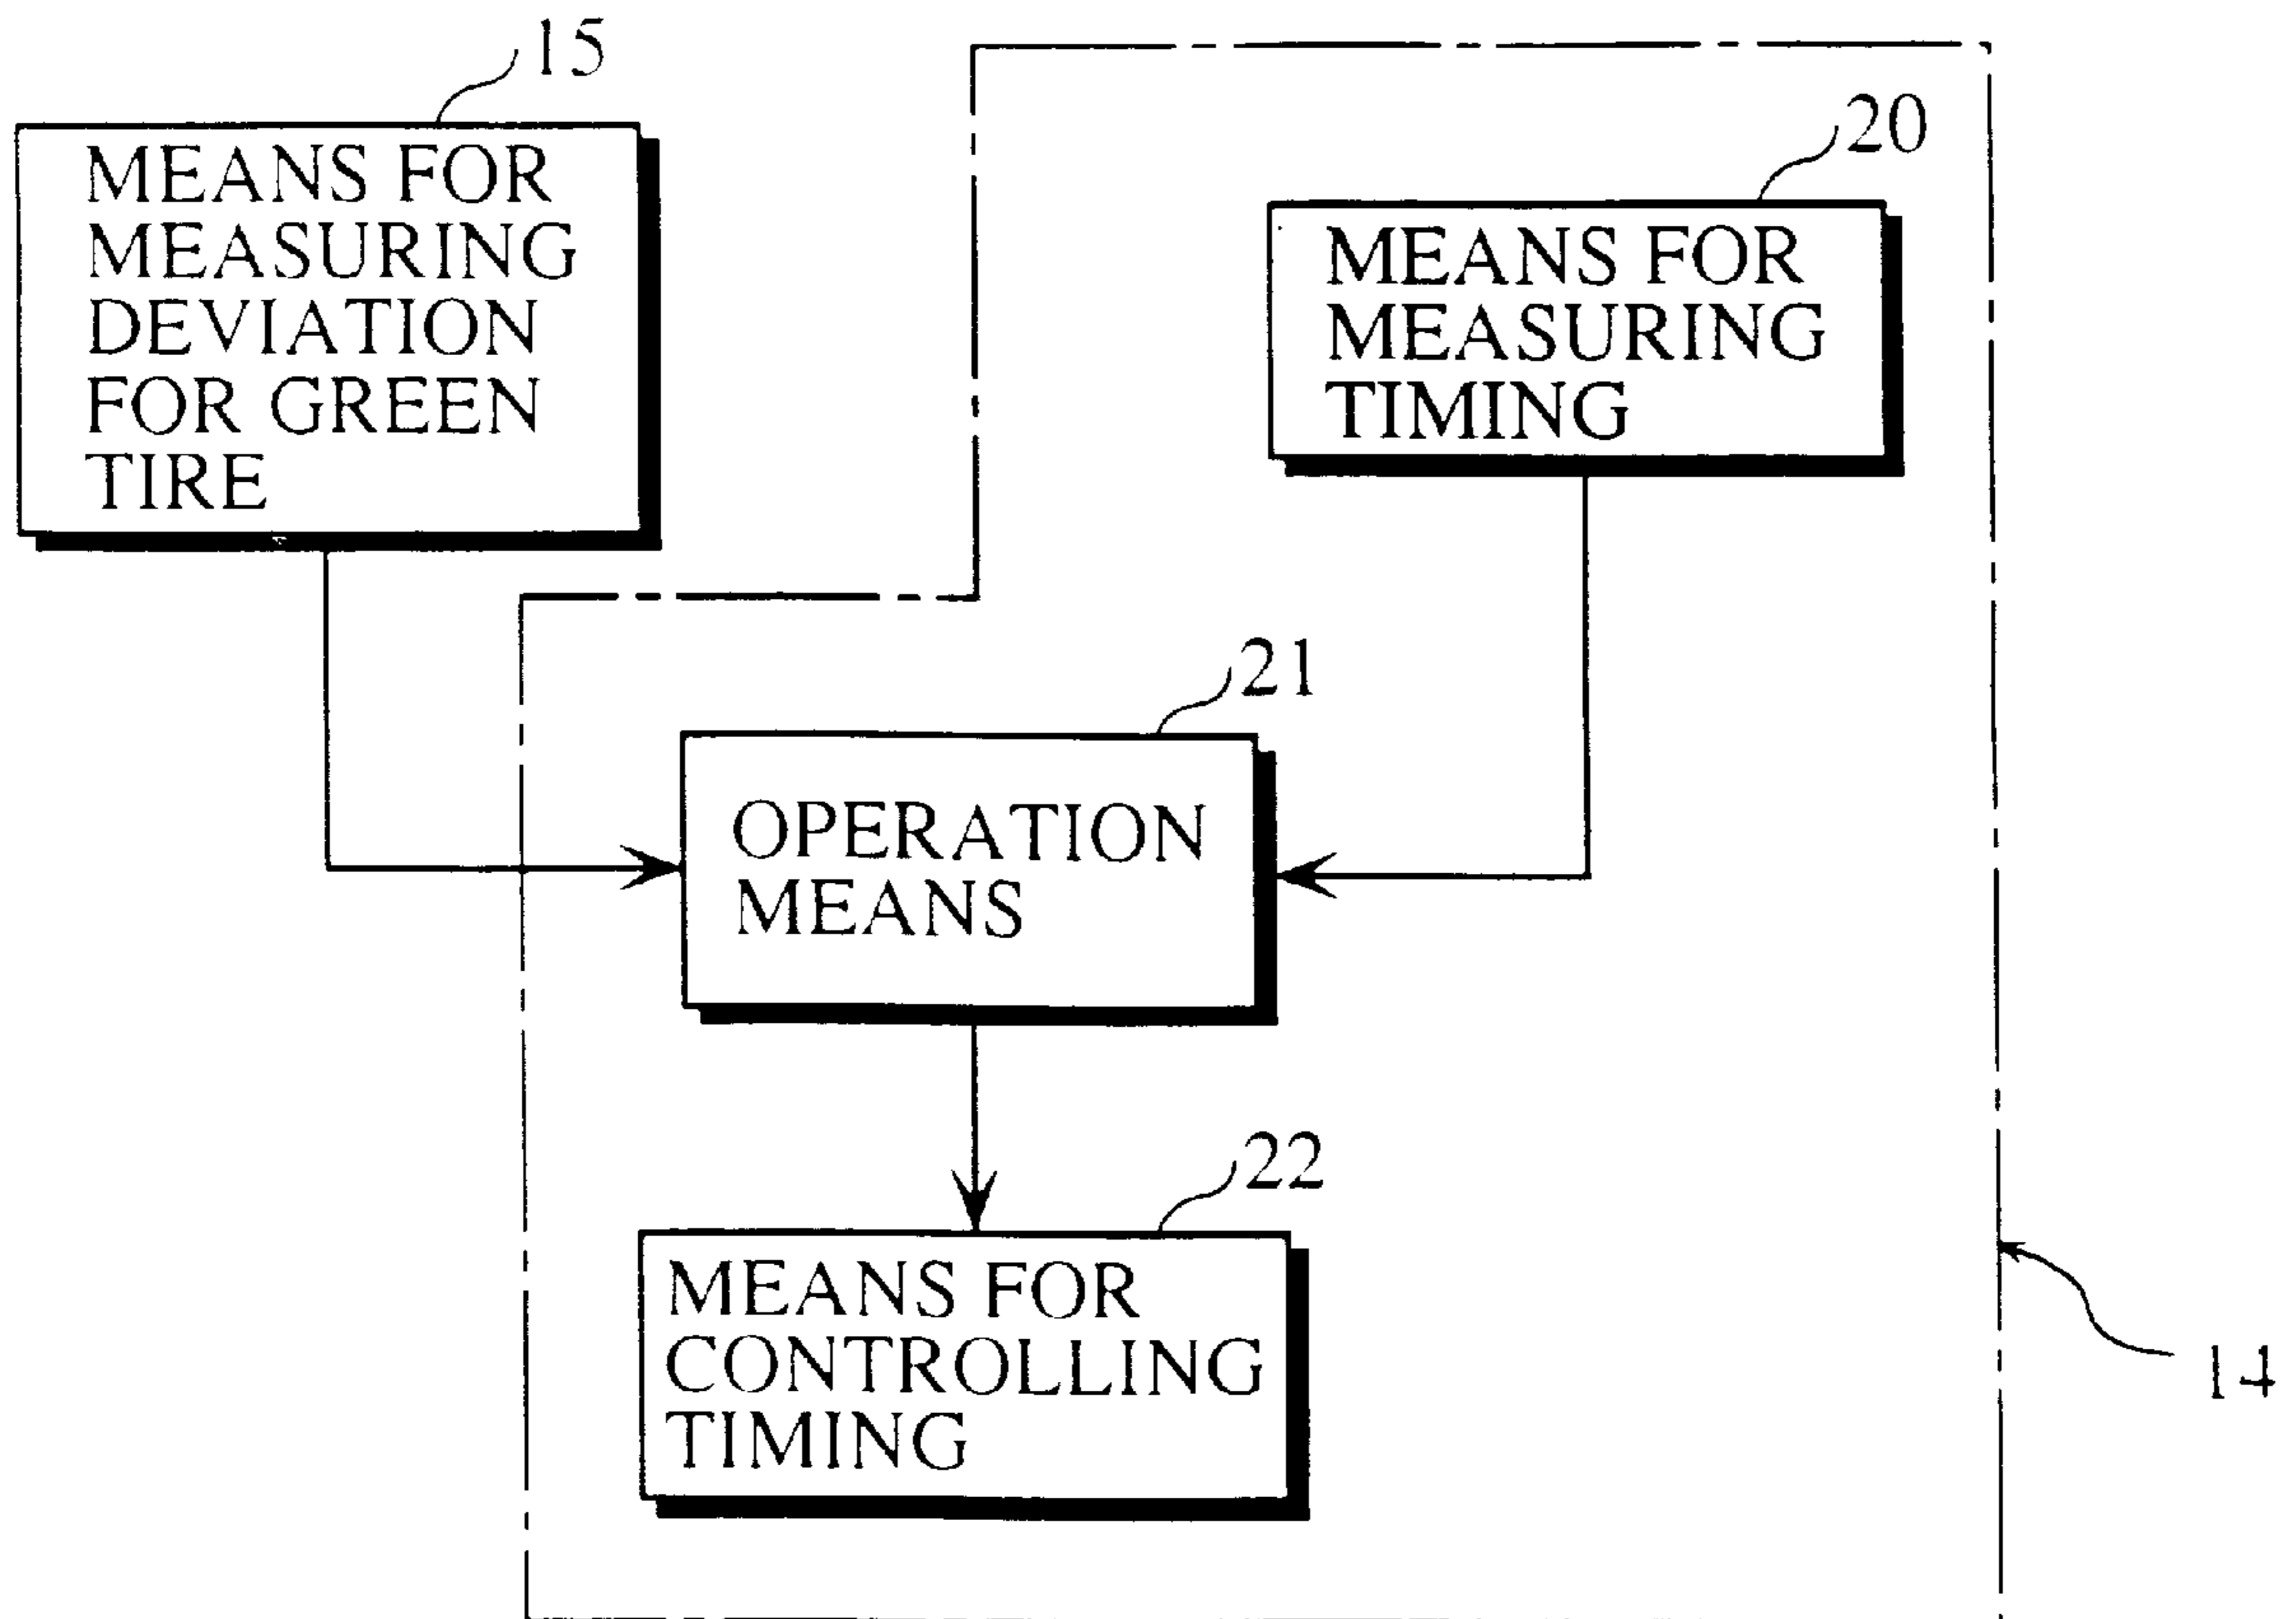 15
MEANS FOR
MEASURING
DEVIATION
FOR GREEN
TIRE
20
MEANS FOR
MEASURING
TIMING
21
OPERATION
MEANS
22
MEANS FOR
CONTROLLING
TIMING
14